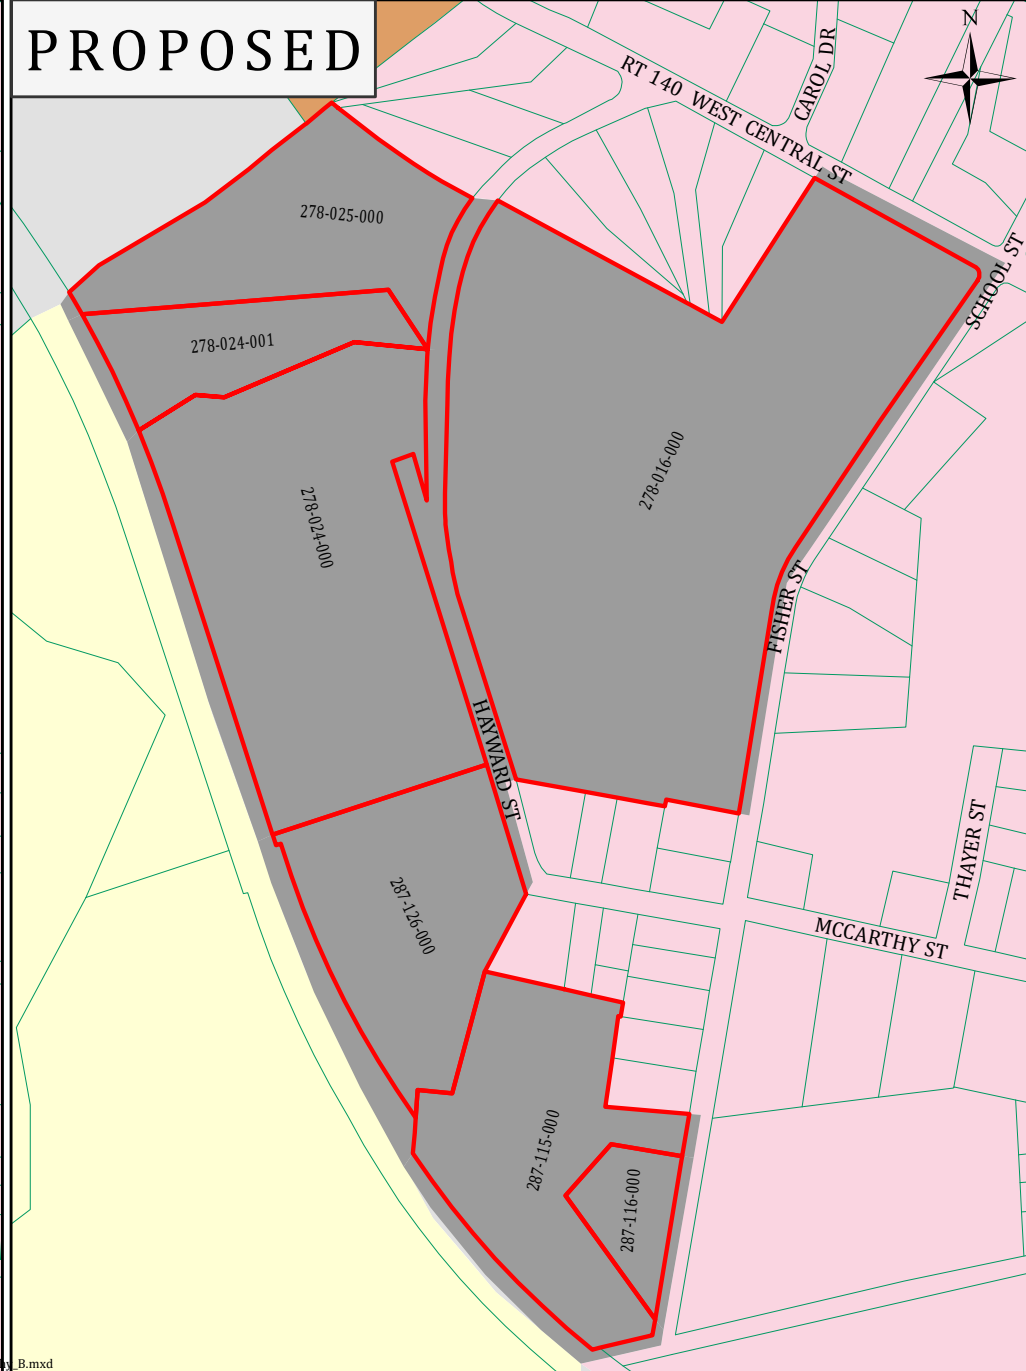 PROPOSED
N
RT 140 WEST CENTRAL ST
CAROL DR
SCHOOL ST
278-025-000
278-024-001
278-024-000
278-016-000
FISHER ST
HAYWARD ST
THAYER ST
MCCARTHY ST
287-126-000
287-115-000
287-116-000
hy_B.mxd